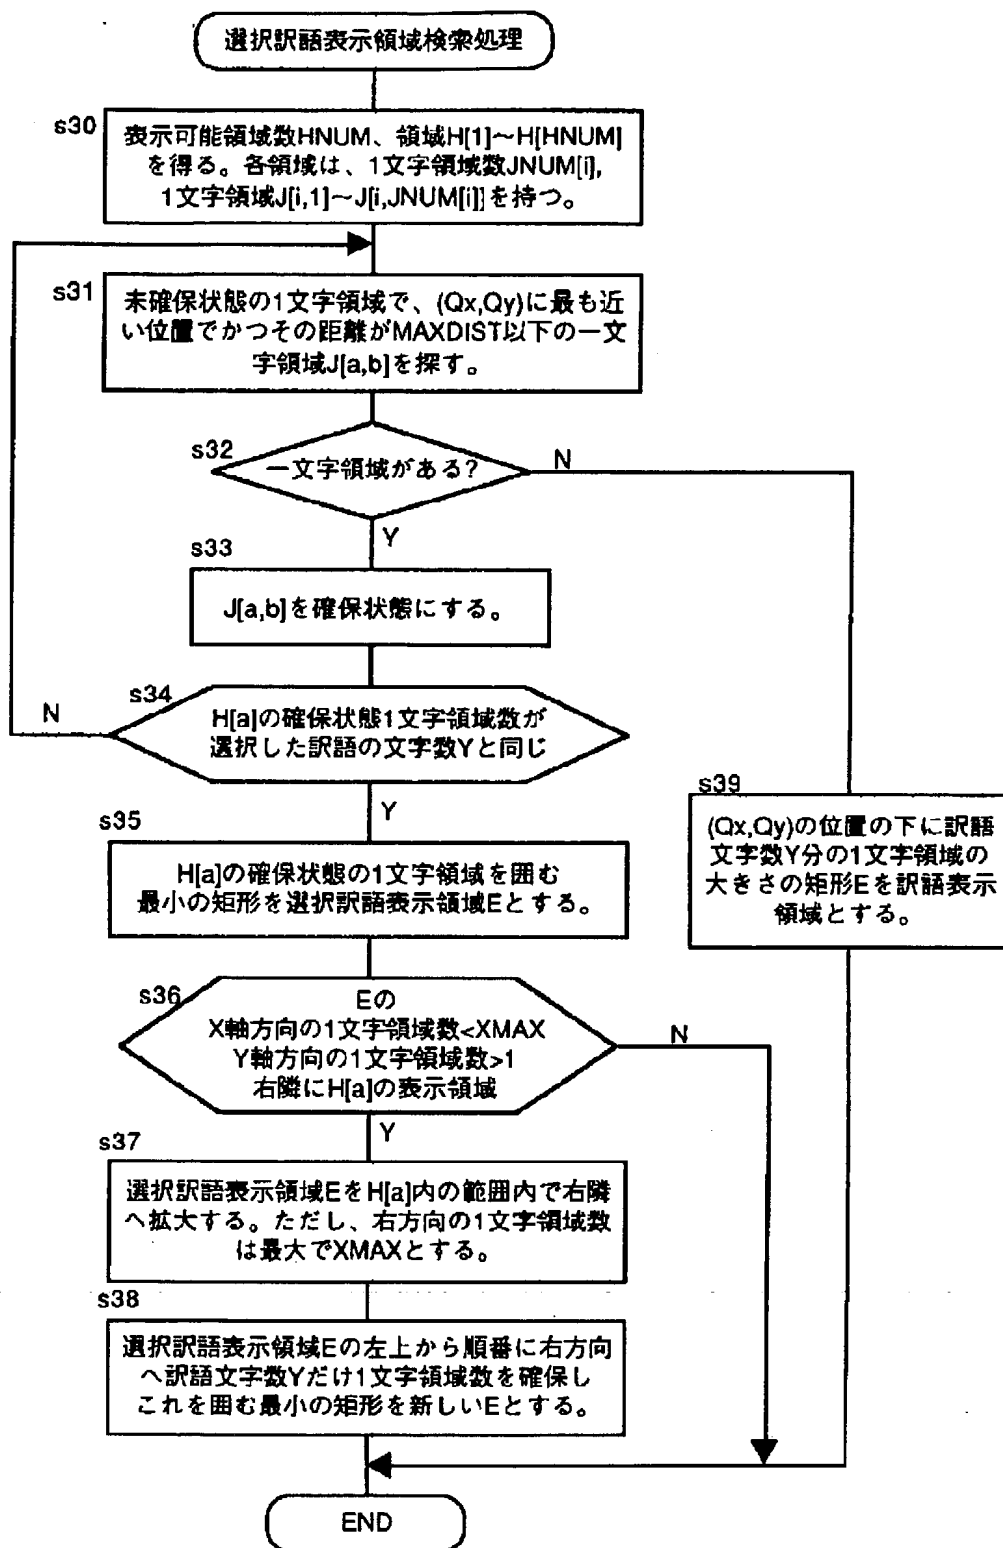 選択訳語表示領域検索処理
s30
表示可能領域数HNUM、領域H[1]～H[HNUM]
を得る。各領域は、1文字領域数JNUM[i],
1文字領域J[i,1]～J[i,JNUM[i]]を持つ。
s31
未確保状態の1文字領域で、(Qx,Qy)に最も近
い位置でかつその距離がMAXDIST以下の一文
字領域J[a,b]を探す。
s32
一文字領域がある?
N
Y
s33
J[a,b]を確保状態にする。
s34
N
H[a]の確保状態1文字領域数が
選択した訳語の文字数Yと同じ
Y
s39
(Qx,Qy)の位置の下に訳語
文字数Y分の1文字領域の
大きさの矩形Eを訳語表示
領域とする。
s35
H[a]の確保状態の1文字領域を囲む
最小の矩形を選択訳語表示領域Eとする。
s36
Eの
X軸方向の1文字領域数<XMAX
Y軸方向の1文字領域数>1
右隣にH[a]の表示領域
N
Y
s37
選択訳語表示領域EをH[a]内の範囲内で右隣
へ拡大する。ただし、右方向の1文字領域数
は最大でXMAXとする。
s38
選択訳語表示領域Eの左上から順番に右方向
へ訳語文字数Yだけ1文字領域数を確保し
これを囲む最小の矩形を新しいEとする。
END